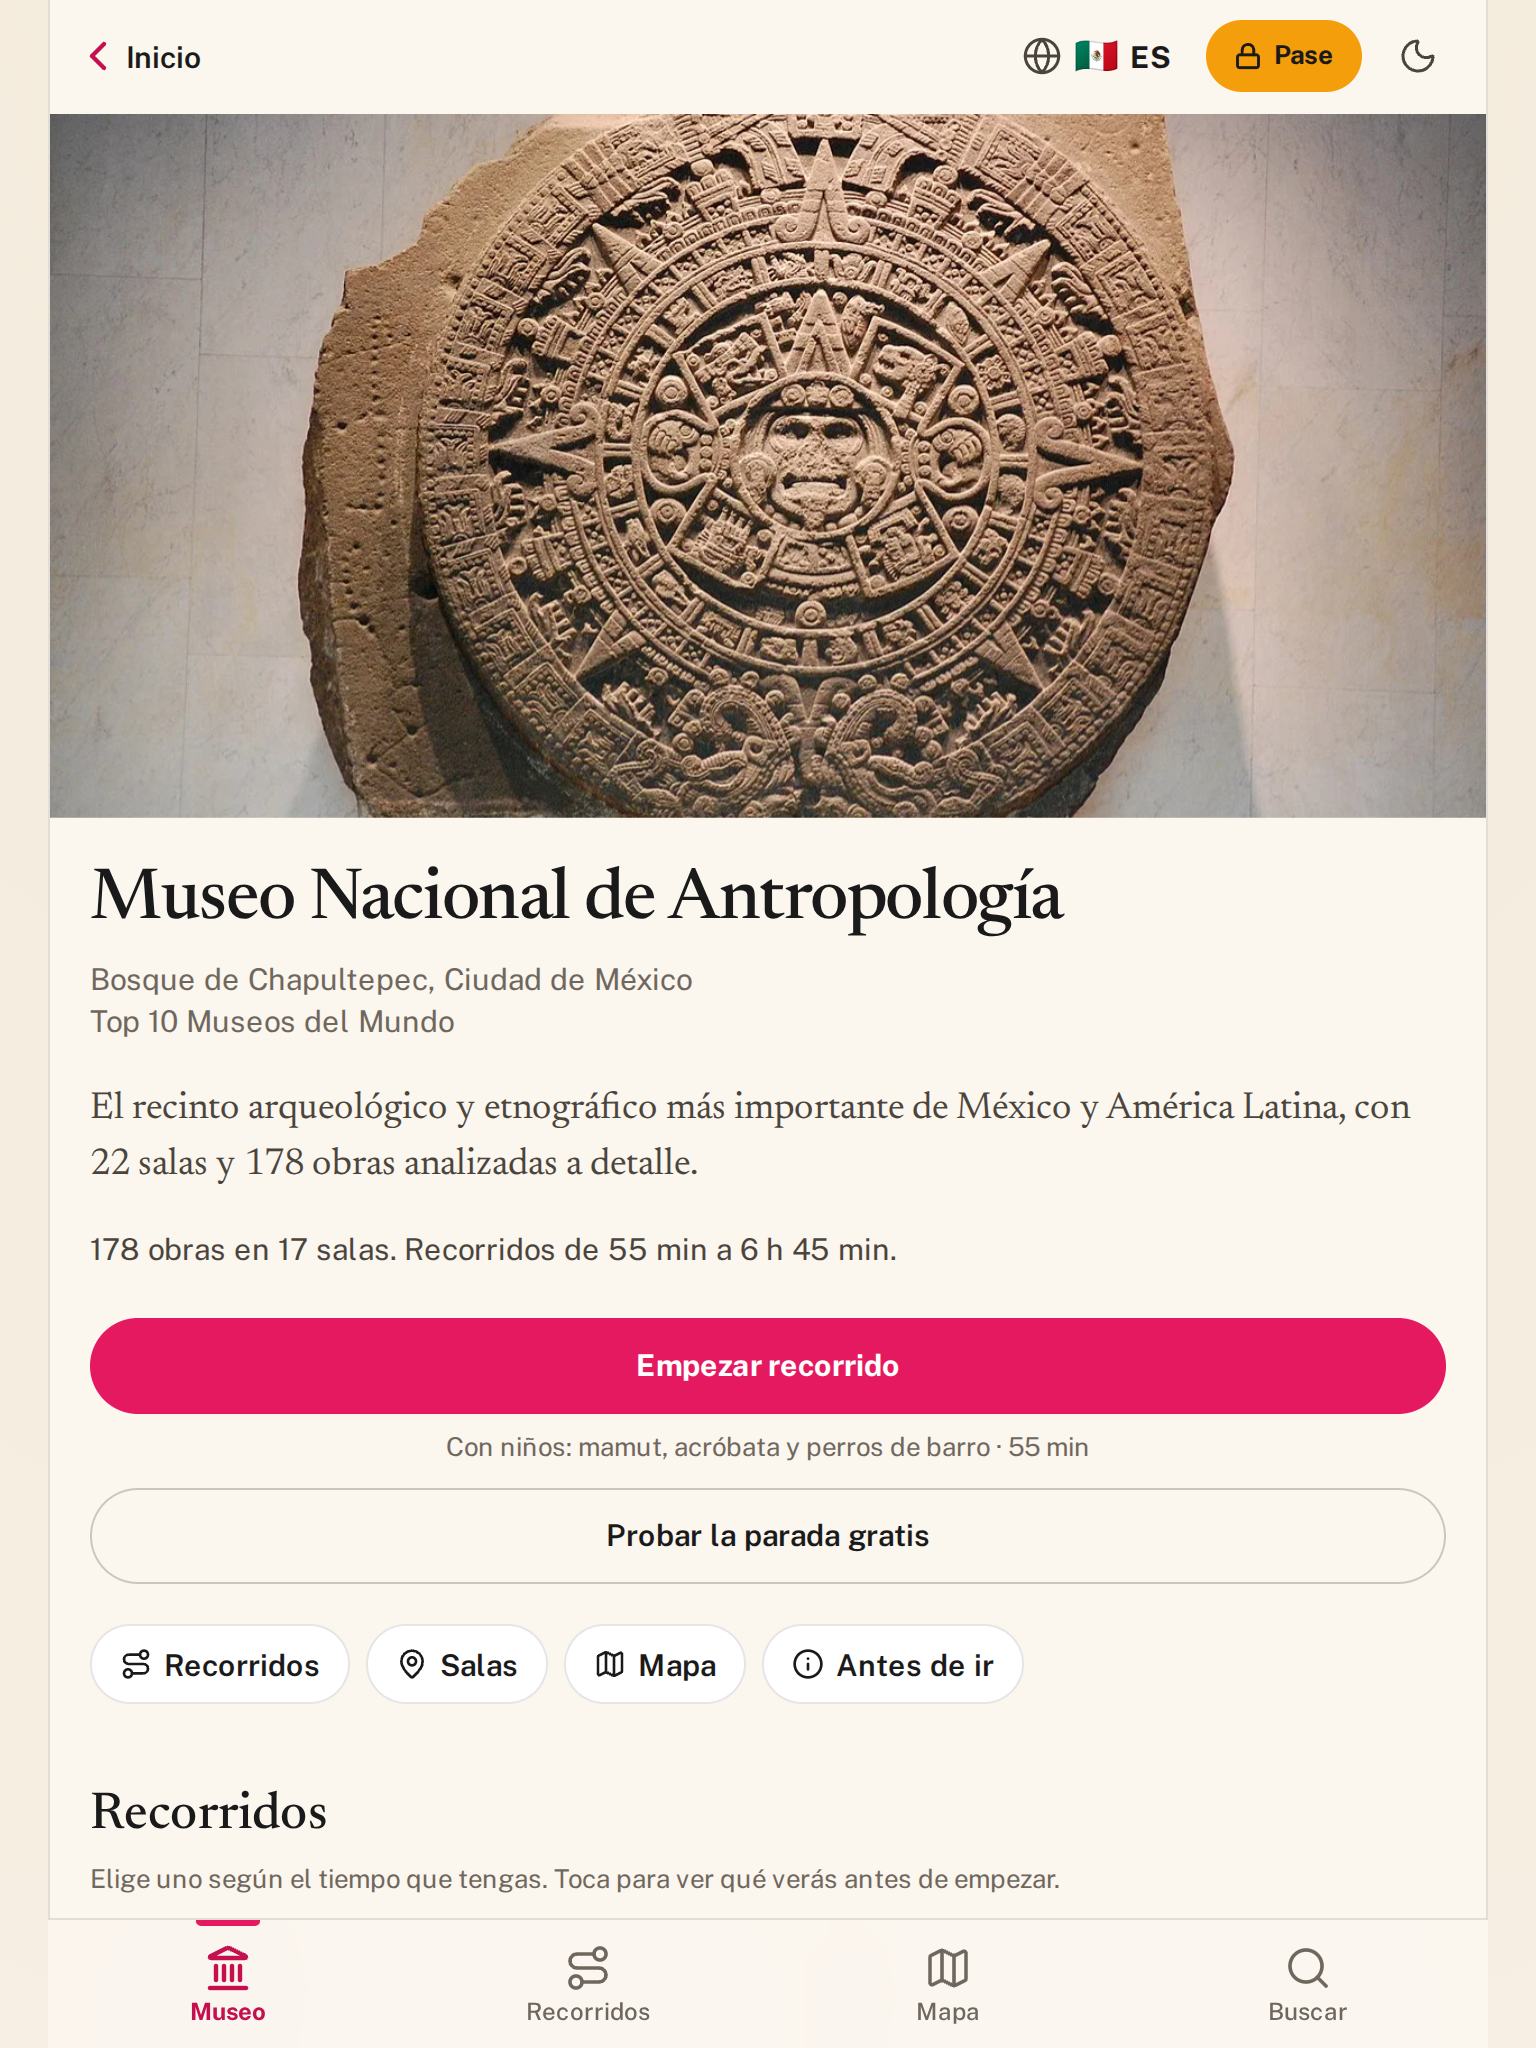 Inicio
ES
Pase
Museo Nacional de Antropología
Bosque de Chapultepec, Ciudad de México
Top 10 Museos del Mundo
El recinto arqueológico y etnográfico más importante de México y América Latina, con
22 salas y 178 obras analizadas a detalle.
178 obras en 17 salas. Recorridos de 55 min a 6 h 45 min.
Empezar recorrido
Con niños: mamut, acróbata y perros de barro · 55 min
Probar la parada gratis
Recorridos
Salas
Mapa
Antes de ir
Recorridos
Elige uno según el tiempo que tengas. Toca para ver qué verás antes de empezar.
Museo
Recorridos
Mapa
Buscar